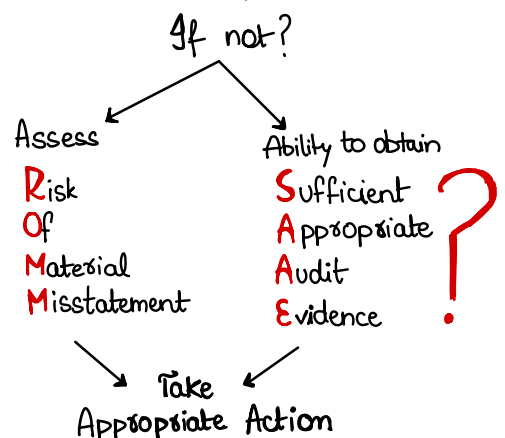 If not?
Assess
Risk
Of
Material
Misstatement
Ability to obtain
Sufficient
Appropriate
Audit
Evidence
?
Take
Appropriate Action